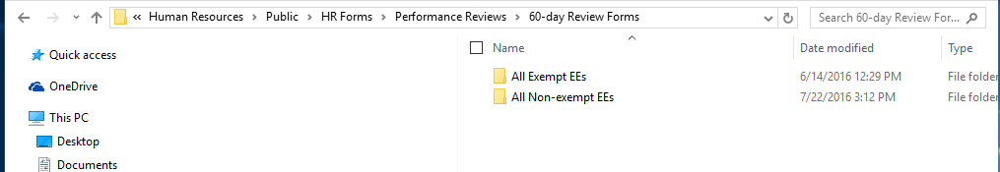 « Human Resources > Public > HR Forms > Performance Reviews > 60-day Review Forms
Search 60-day Review For...
Quick access
OneDrive
This PC
Desktop
Documents
Name Date modified Type
All Exempt EEs 6/14/2016 12:29 PM File folder
All Non-exempt EEs 7/22/2016 3:12 PM File folder